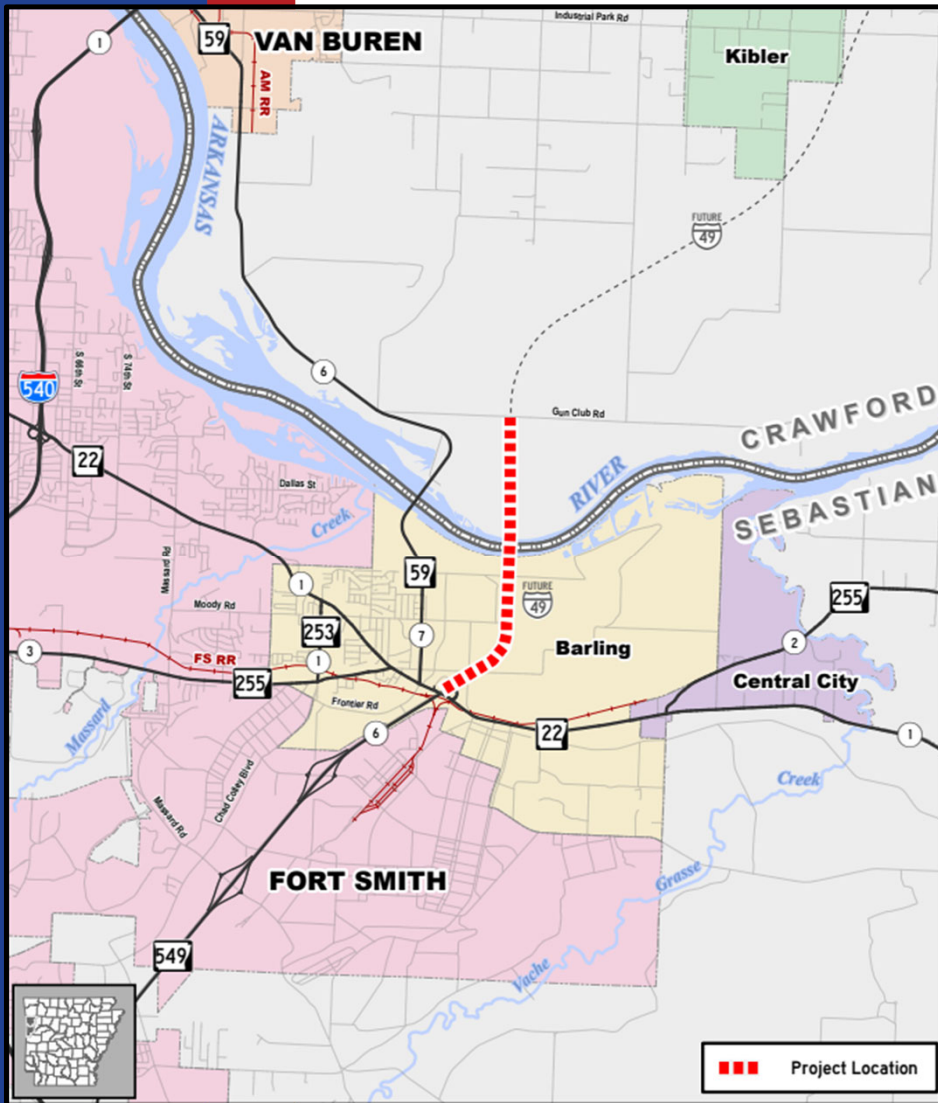 Industrial Park Rd
1
59
VAN BUREN
Kibler
AM RR
ARKANSAS
FUTURE
49
6
S 66th St
S 74th St
540
Gun Club Rd
CRAWFORD
22
RIVER
SEBASTIAN
Dallas St
Creek
Massard Rd
59
FUTURE
49
1
255
Moody Rd
253
7
2
3
FS RR
1
Barling
255
Central City
Frontier Rd
22
6
1
Massard
Creek
Chad Colley Blvd
Massard Rd
FORT SMITH
Grasse
549
Vache
Project Location